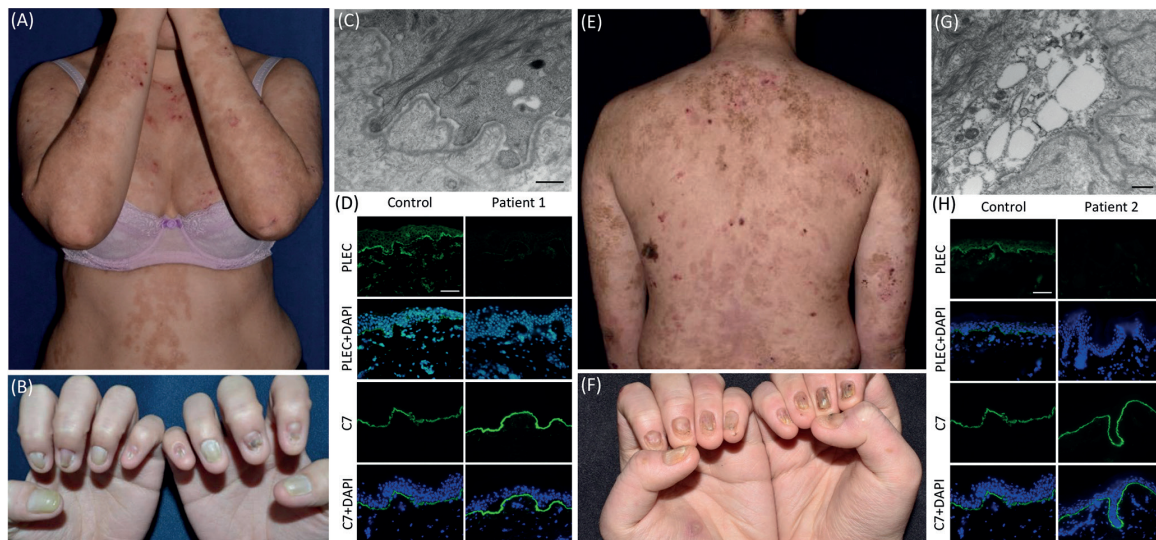 (A)
(B)
(C)
(D)
Control Patient 1
PLEC
PLEC+DAPI
C7
C7+DAPI
(E)
(F)
(G)
(H)
Control Patient 2
PLEC
PLEC+DAPI
C7
C7+DAPI